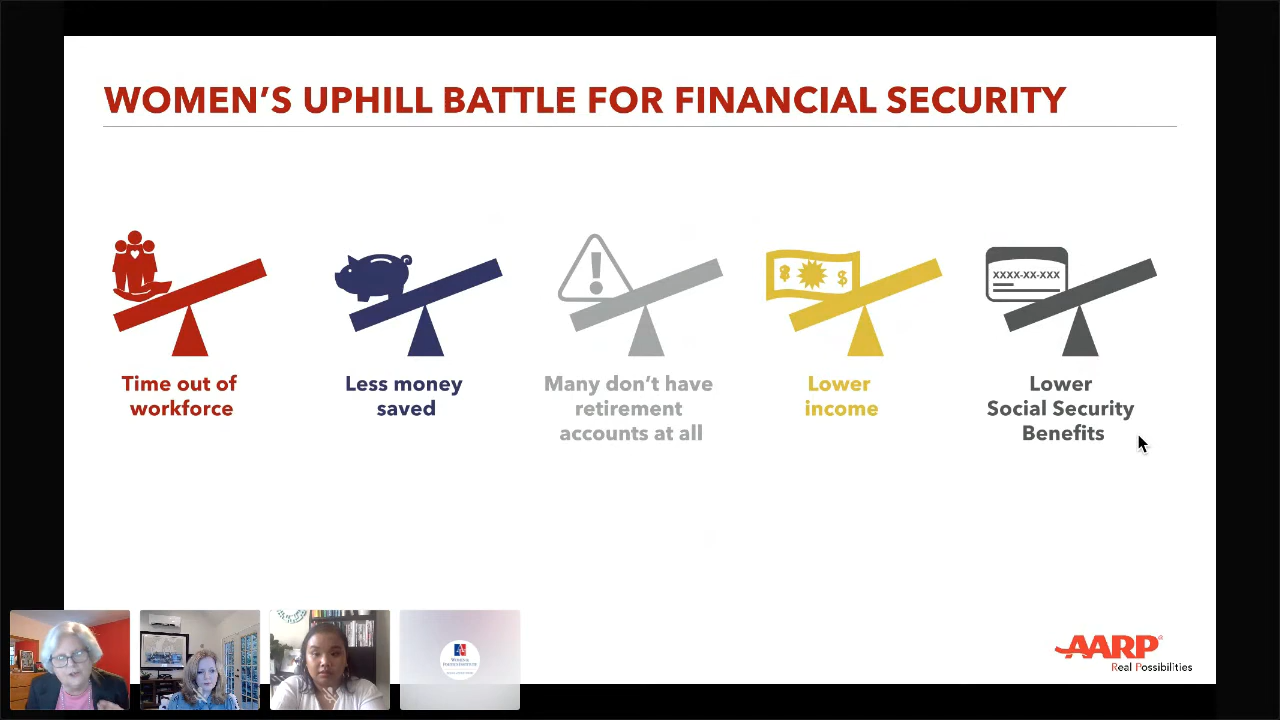 WOMEN’S UPHILL BATTLE FOR FINANCIAL SECURITY
$
$
XXXX-XX-XXX
Time out of
workforce
Less money
saved
Many don’t have
retirement
accounts at all
Lower
income
Lower
Social Security
Benefits
AARP®
Real Possibilities